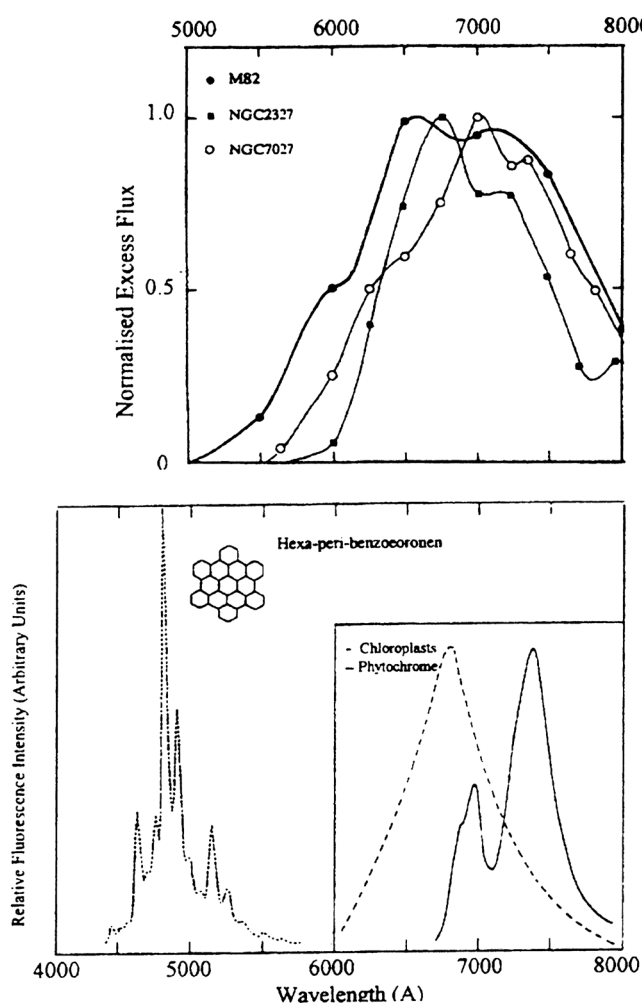 5000 6000 7000 8000
M82
NGC2327
NGC7027
1.0
0.5
0
Normalised Excess Flux
Hexa-peri-benzoeoronen
- Chloroplasts
— Phytochrome
Relative Fluorescence Intensity (Arbitrary Units)
4000 5000 6000 7000 8000
Wavelength (A)